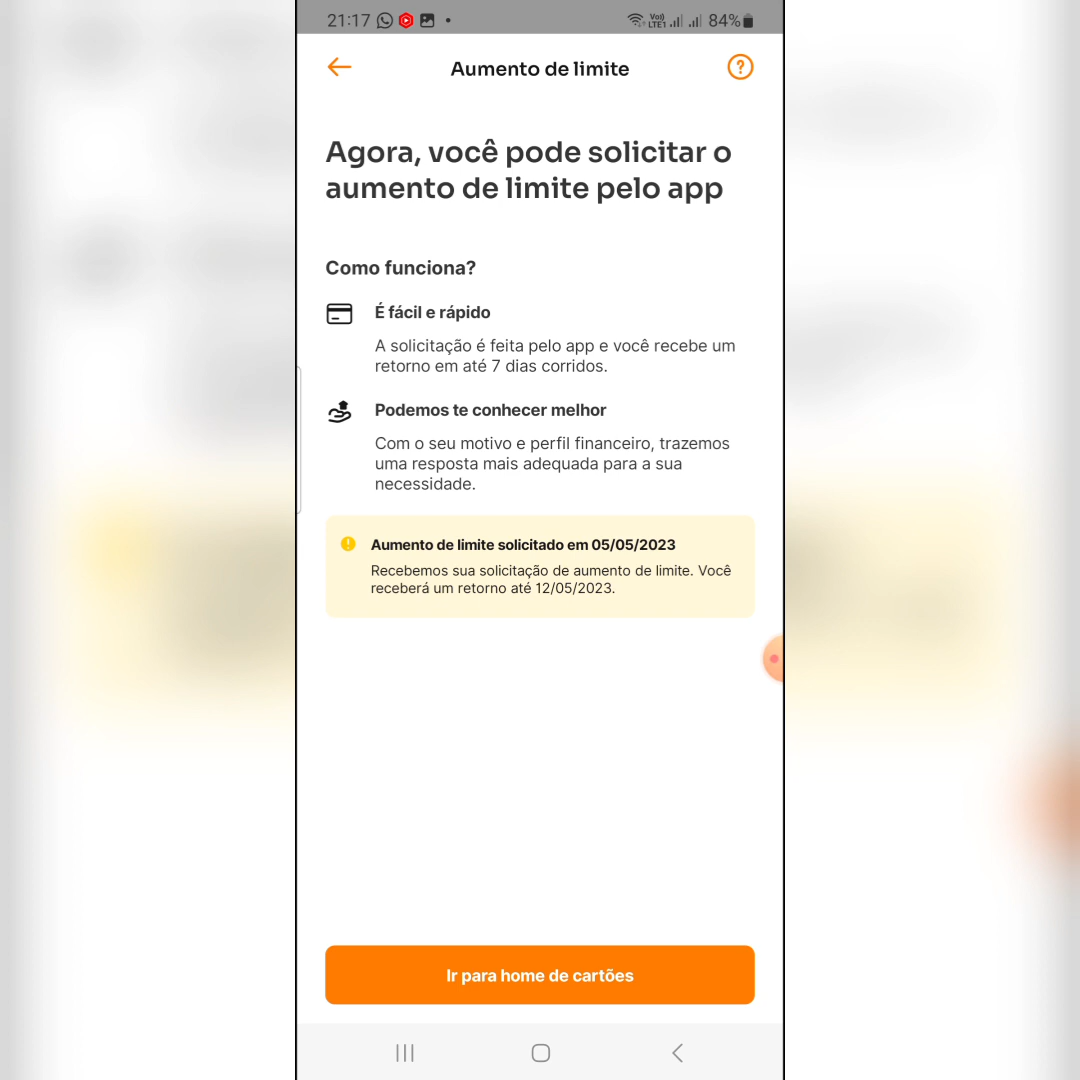 21:17
Vo)) LTE1 84%
Aumento de limite
Agora, você pode solicitar o
aumento de limite pelo app
Como funciona?
É fácil e rápido
A solicitação é feita pelo app e você recebe um
retorno em até 7 dias corridos.
Podemos te conhecer melhor
Com o seu motivo e perfil financeiro, trazemos
uma resposta mais adequada para a sua
necessidade.
Aumento de limite solicitado em 05/05/2023
Recebemos sua solicitação de aumento de limite. Você
receberá um retorno até 12/05/2023.
Ir para home de cartões